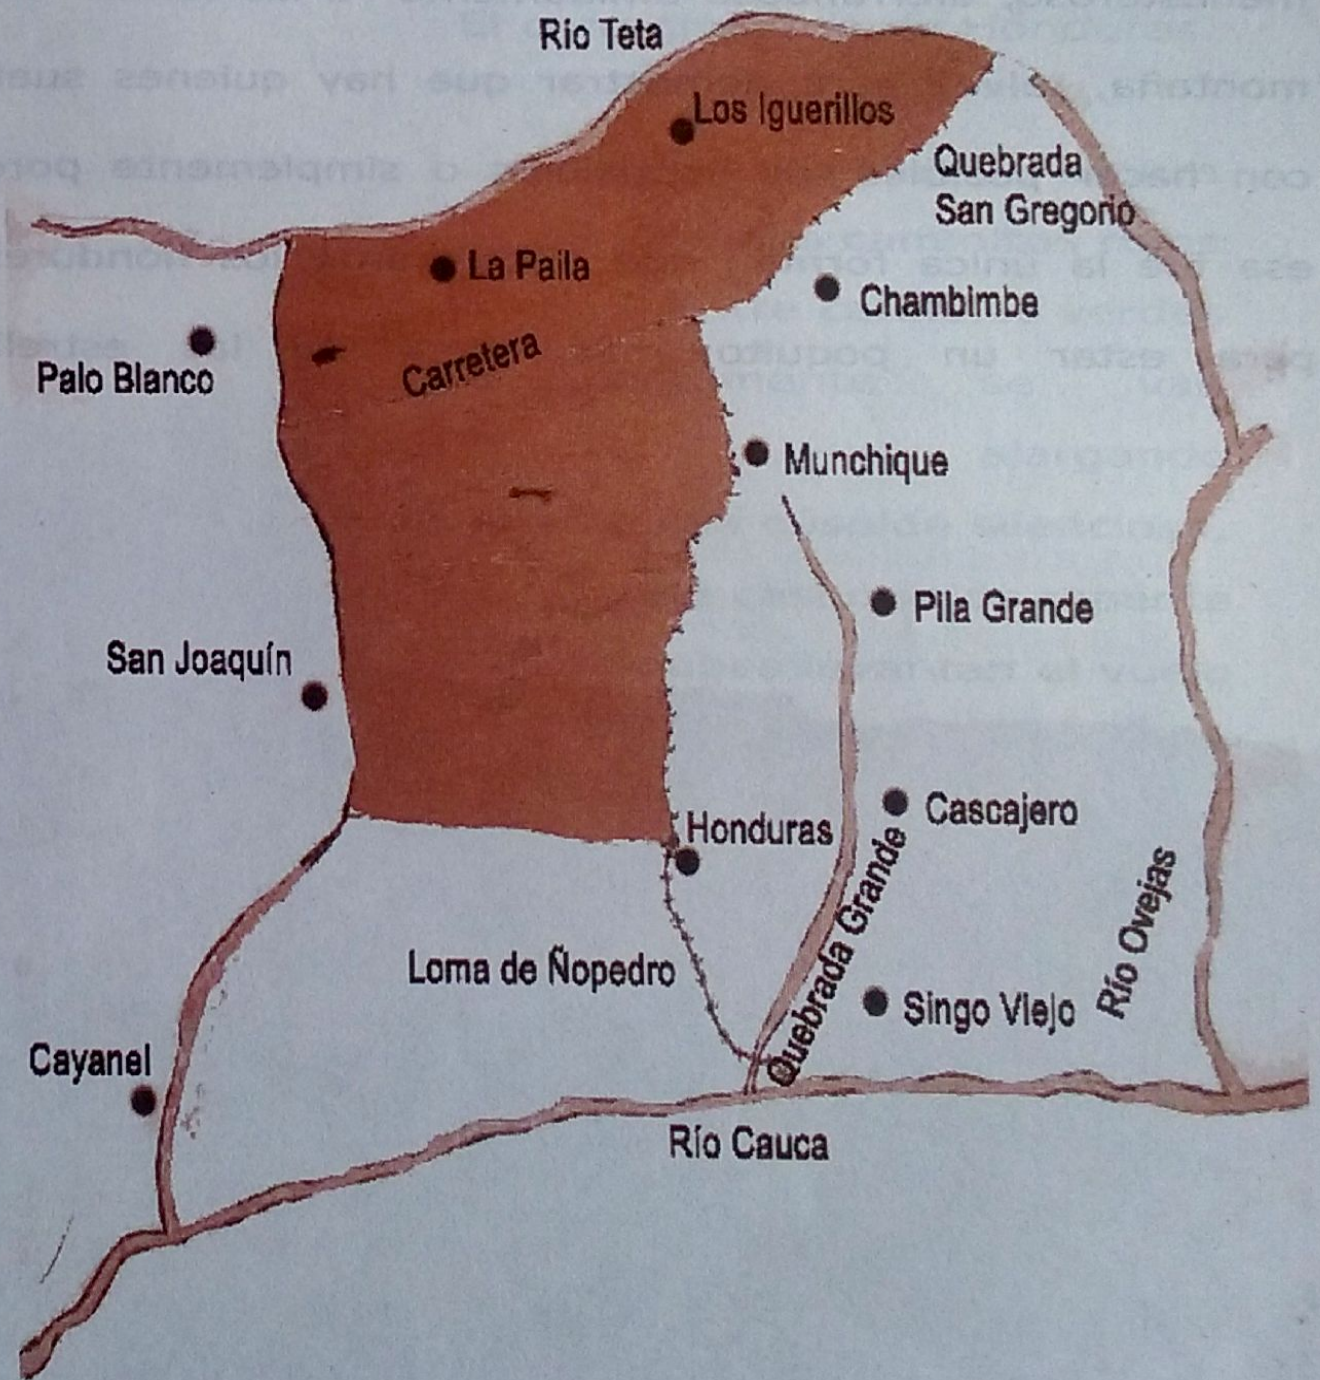 Río Teta
Los Iguerillos
Quebrada
San Gregorio
La Paila
Chambimbe
Carretera
Palo Blanco
Munchique
Pila Grande
San Joaquín
Cascajero
Honduras
Quebrada Grande
Río Ovejas
Loma de Ñopedro
Singo Viejo
Cayanel
Río Cauca